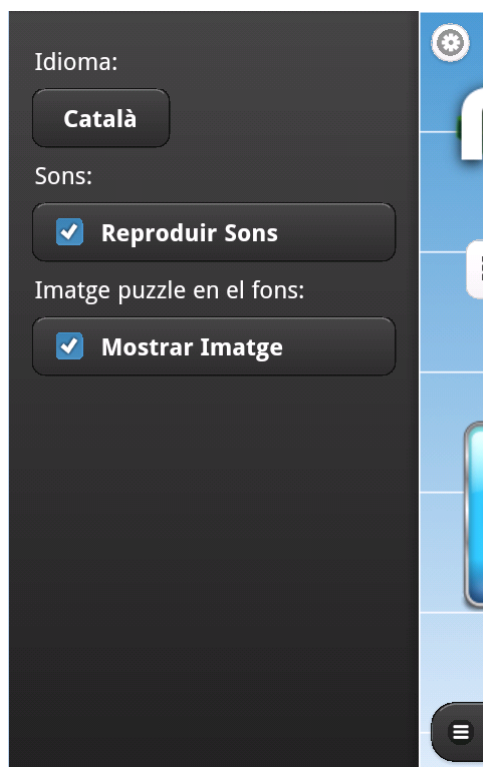 Idioma:
Català
Sons:
Reproduir Sons
Imatge puzzle en el fons:
Mostrar Imatge